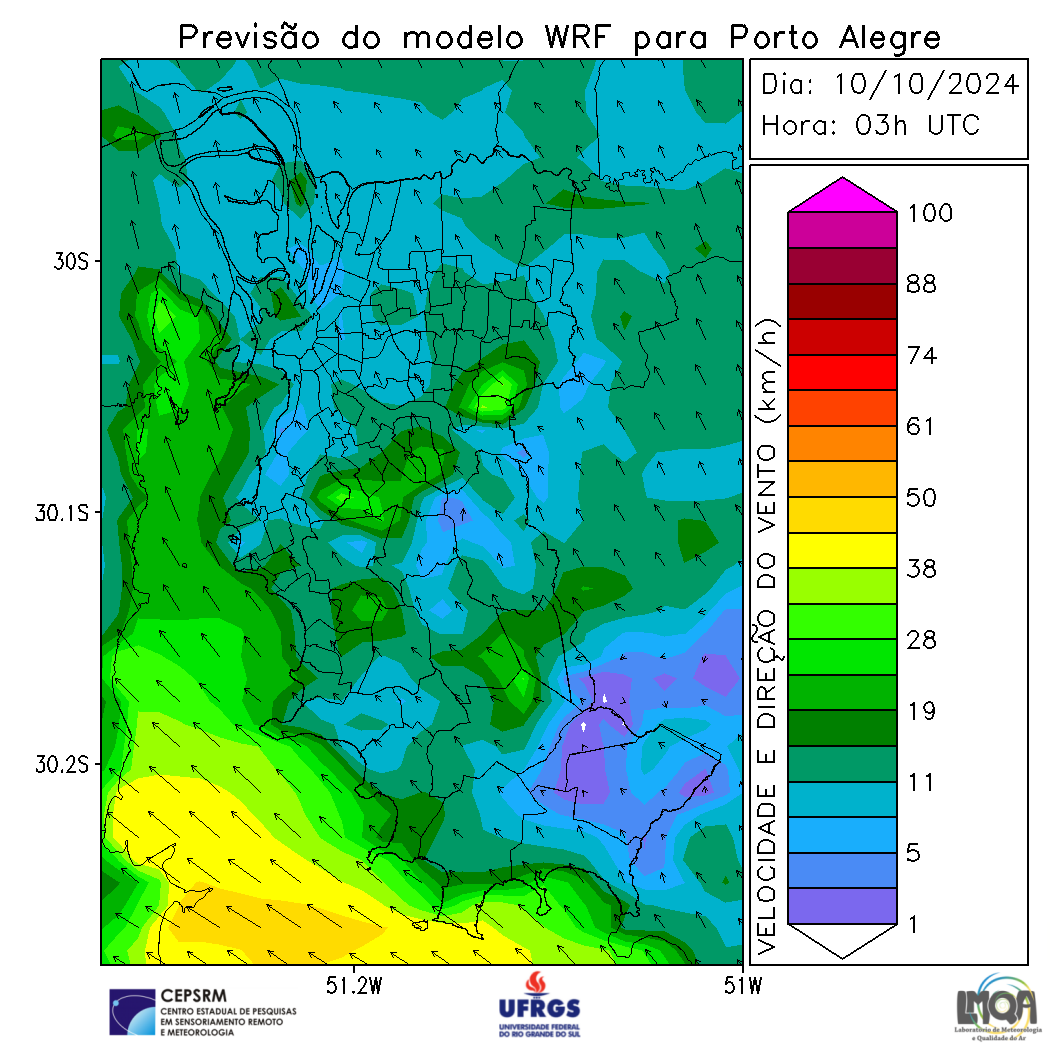 Previsão do modelo WRF para Porto Alegre
Dia: 10/10/2024
Hora: 03h UTC
30S
30.1S
30.2S
51.2W
51W
VELOCIDADE E DIREÇÃO DO VENTO (km/h)
100
88
74
61
50
38
28
19
11
5
1
CEPSRM
CENTRO ESTADUAL DE PESQUISAS
EM SENSORIAMENTO REMOTO
E METEOROLOGIA
UFRGS
UNIVERSIDADE FEDERAL
DO RIO GRANDE DO SUL
LMQA
Laboratório de Meteorologia
e Qualidade do Ar